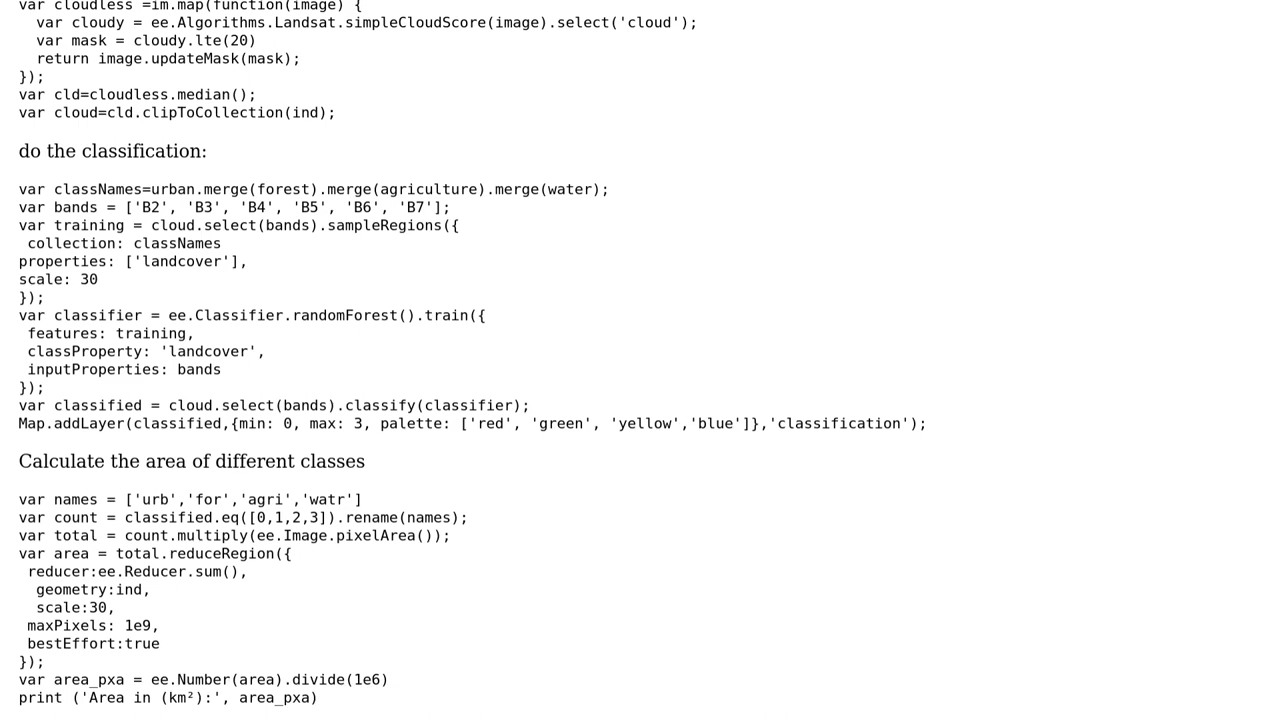 var cloudless =im.map(function(image) {
  var cloudy = ee.Algorithms.Landsat.simpleCloudScore(image).select('cloud');
  var mask = cloudy.lte(20)
  return image.updateMask(mask);
});
var cld=cloudless.median();
var cloud=cld.clipToCollection(ind);
do the classification:
var classNames=urban.merge(forest).merge(agriculture).merge(water);
var bands = ['B2', 'B3', 'B4', 'B5', 'B6', 'B7'];
var training = cloud.select(bands).sampleRegions({
 collection: classNames
properties: ['landcover'],
scale: 30
});
var classifier = ee.Classifier.randomForest().train({
 features: training,
 classProperty: 'landcover',
 inputProperties: bands
});
var classified = cloud.select(bands).classify(classifier);
Map.addLayer(classified,{min: 0, max: 3, palette: ['red', 'green', 'yellow','blue']},'classification');
Calculate the area of different classes
var names = ['urb','for','agri','watr']
var count = classified.eq([0,1,2,3]).rename(names);
var total = count.multiply(ee.Image.pixelArea());
var area = total.reduceRegion({
 reducer:ee.Reducer.sum(),
  geometry:ind,
  scale:30,
 maxPixels: 1e9,
 bestEffort:true
});
var area_pxa = ee.Number(area).divide(1e6)
print ('Area in (km²):', area_pxa)